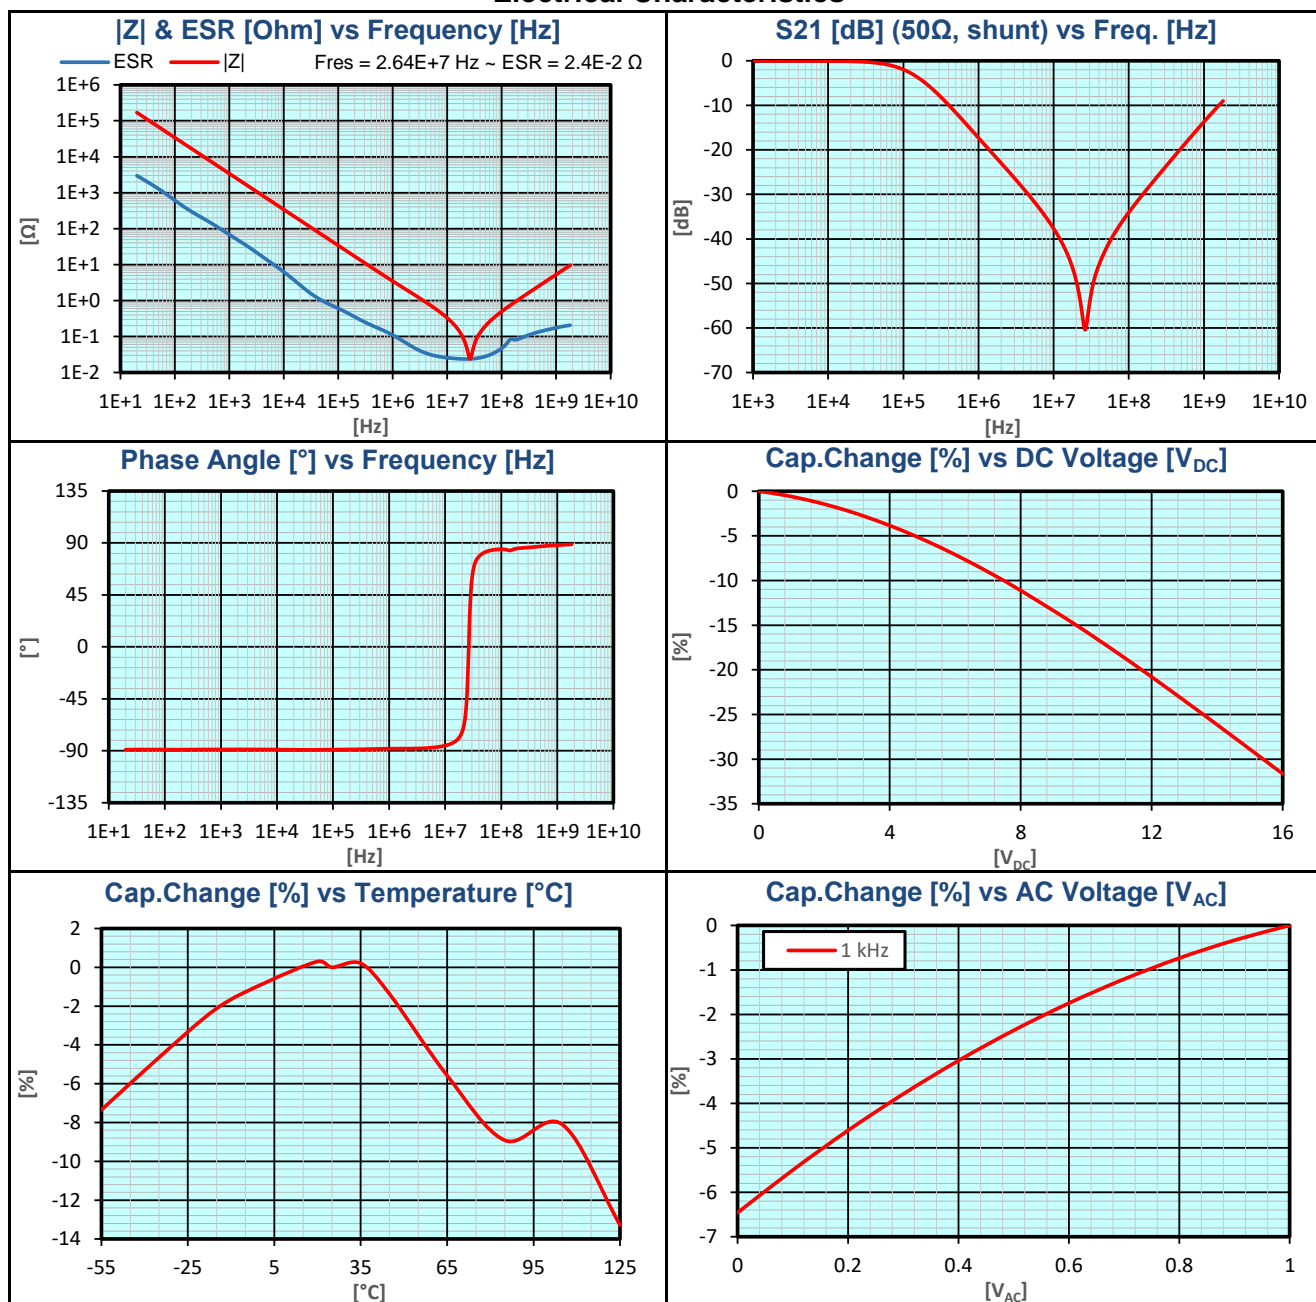 |Z| & ESR [Ohm] vs Frequency [Hz]
ESR |Z| Fres = 2.64E+7 Hz ~ ESR = 2.4E-2 Ω
1E+6
1E+5
1E+4
1E+3
1E+2
1E+1
1E+0
1E-1
1E-2
[Ω]
1E+1 1E+2 1E+3 1E+4 1E+5 1E+6 1E+7 1E+8 1E+9 1E+10
[Hz]
S21 [dB] (50Ω, shunt) vs Freq. [Hz]
0
-10
-20
-30
-40
-50
-60
-70
[dB]
1E+3 1E+4 1E+5 1E+6 1E+7 1E+8 1E+9 1E+10
[Hz]
Phase Angle [°] vs Frequency [Hz]
135
90
45
0
-45
-90
-135
[°]
1E+1 1E+2 1E+3 1E+4 1E+5 1E+6 1E+7 1E+8 1E+9 1E+10
[Hz]
Cap.Change [%] vs DC Voltage [VDC]
0
-5
-10
-15
-20
-25
-30
-35
[%]
0 4 8 12 16
[VDC]
Cap.Change [%] vs Temperature [°C]
2
0
-2
-4
-6
-8
-10
-12
-14
[%]
-55 -25 5 35 65 95 125
[°C]
Cap.Change [%] vs AC Voltage [VAC]
1 kHz
0
-1
-2
-3
-4
-5
-6
-7
[%]
0 0.2 0.4 0.6 0.8 1
[VAC]